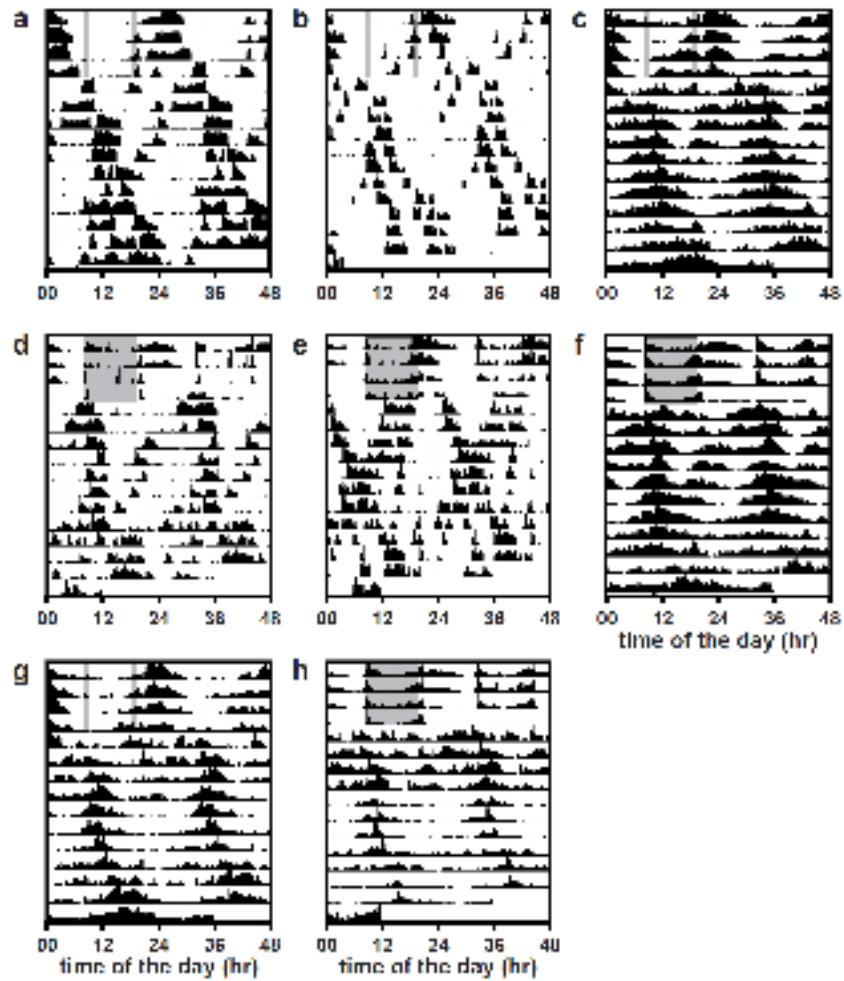 a b c
00 12 24 36 48 00 12 24 36 48 00 12 24 36 48
d e f
00 12 24 36 48 00 12 24 36 48 00 12 24 36 48
time of the day (hr)
g h
00 12 24 36 48 00 12 24 36 48
time of the day (hr) time of the day (hr)